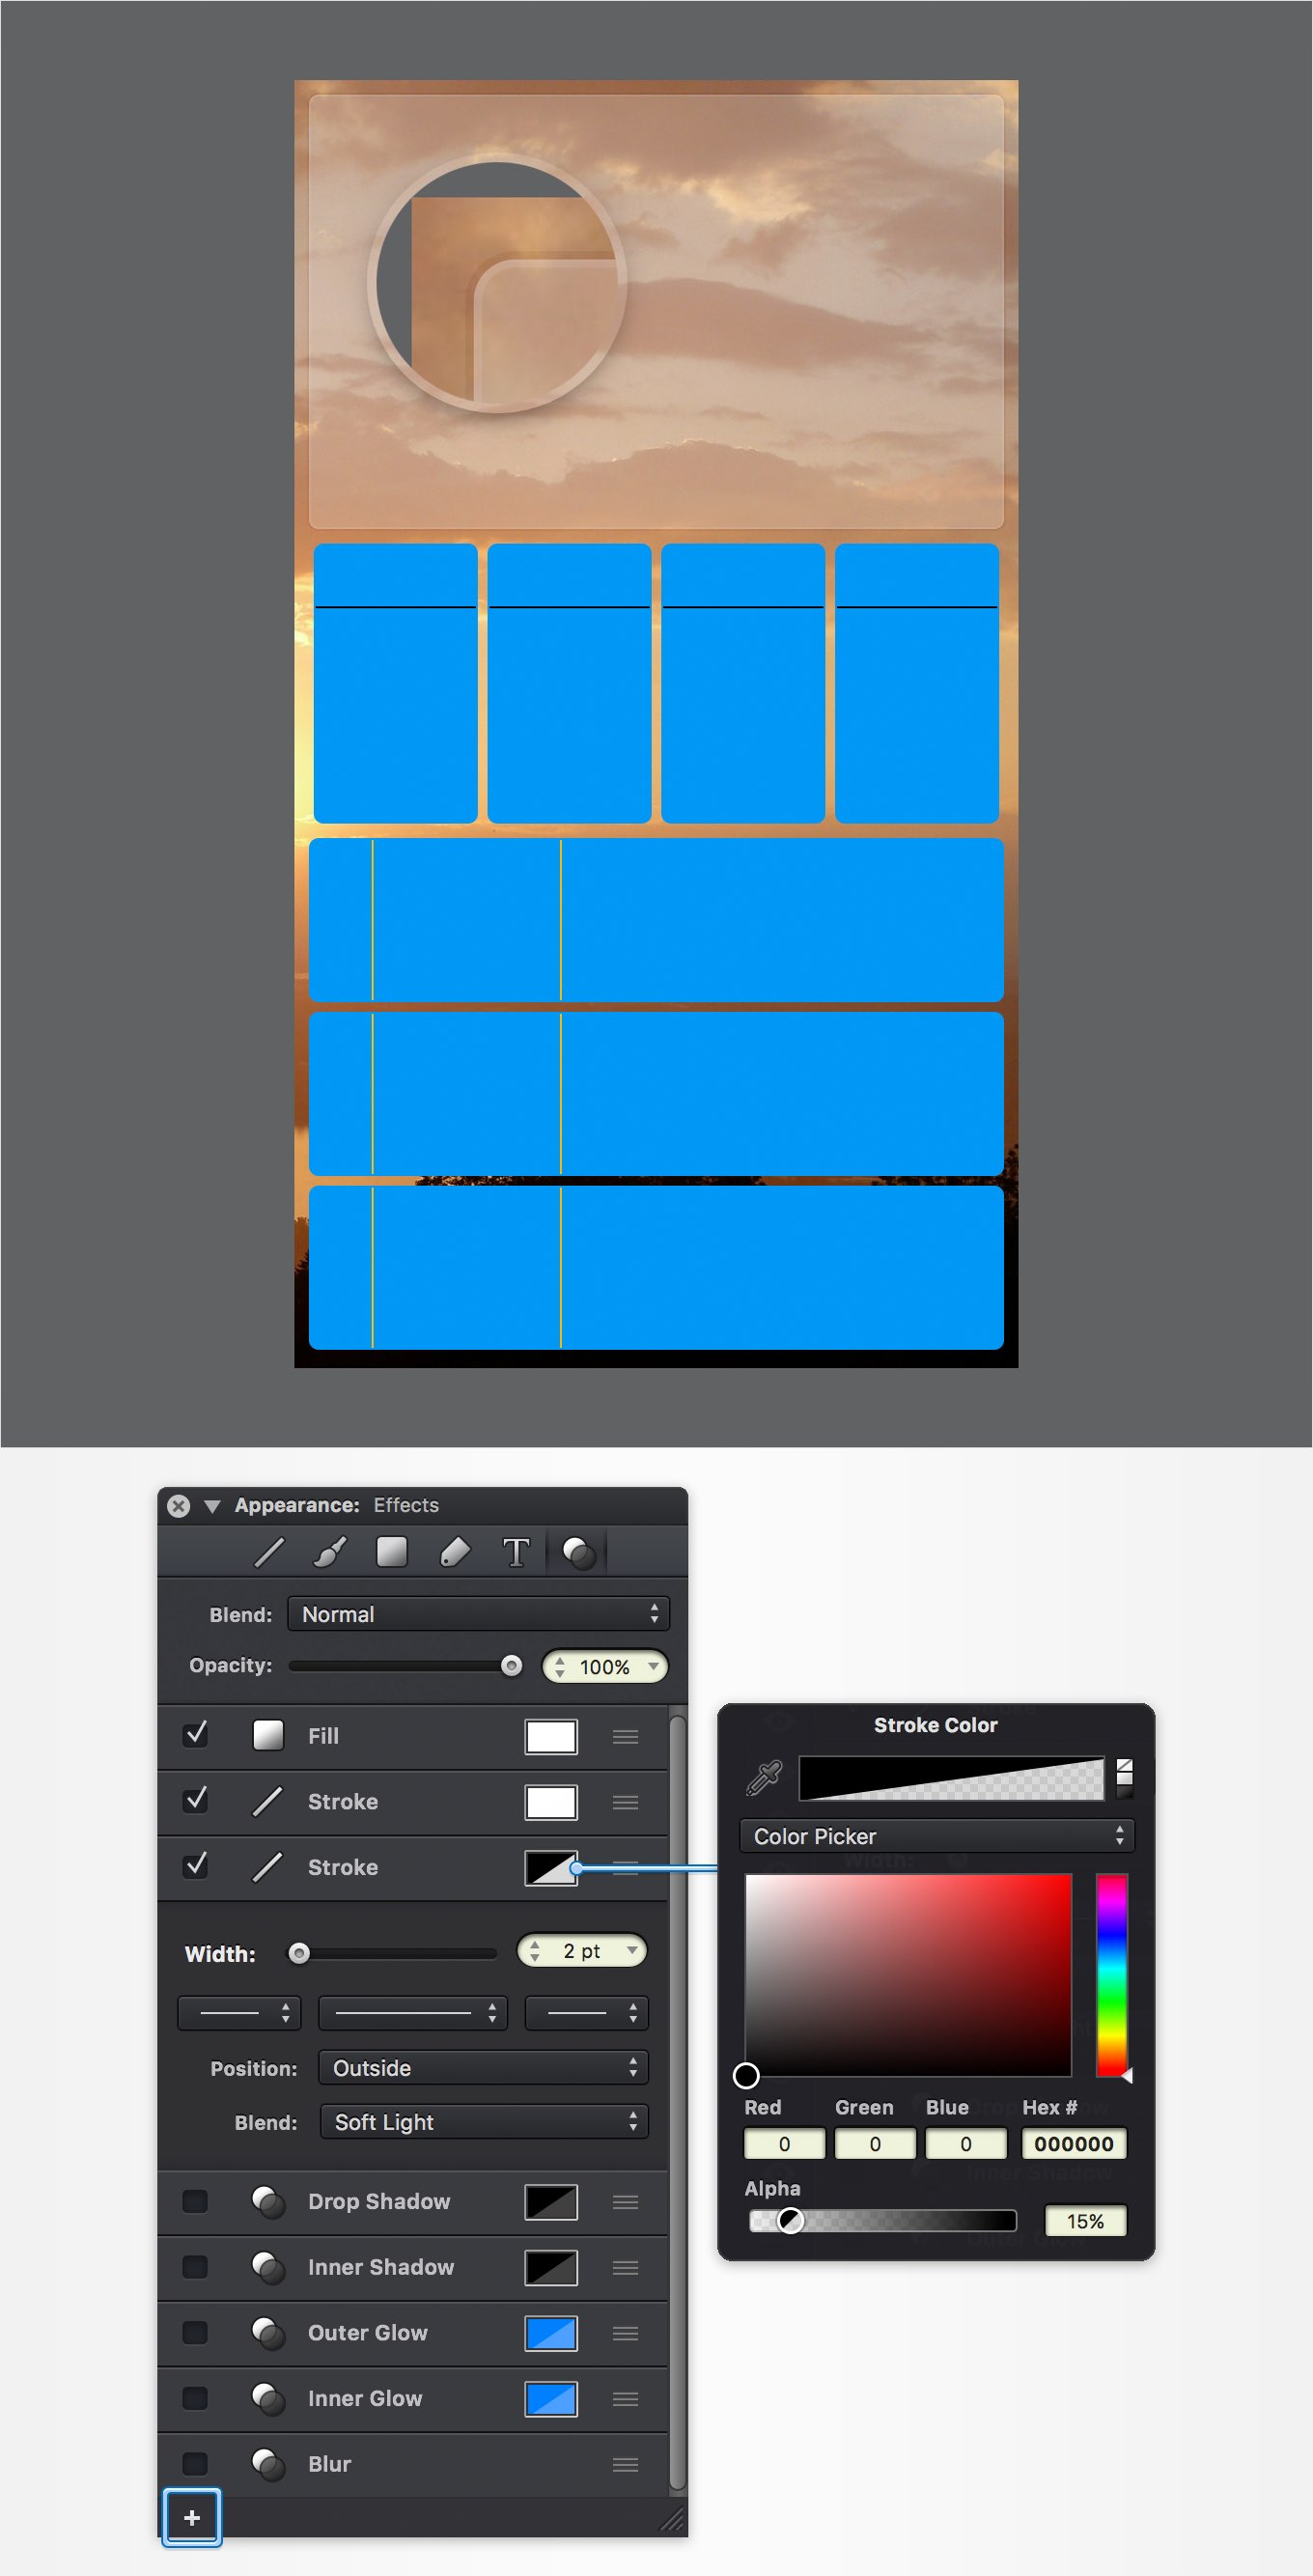 Appearance: Effects
T
Blend: Normal
Opacity: 100%
Fill
Stroke
Stroke
Width: 2 pt
Position: Outside
Blend: Soft Light
Drop Shadow
Inner Shadow
Outer Glow
Inner Glow
Blur
+
Stroke Color
Color Picker
Red Green Blue Hex #
0 0 0 000000
Alpha
15%